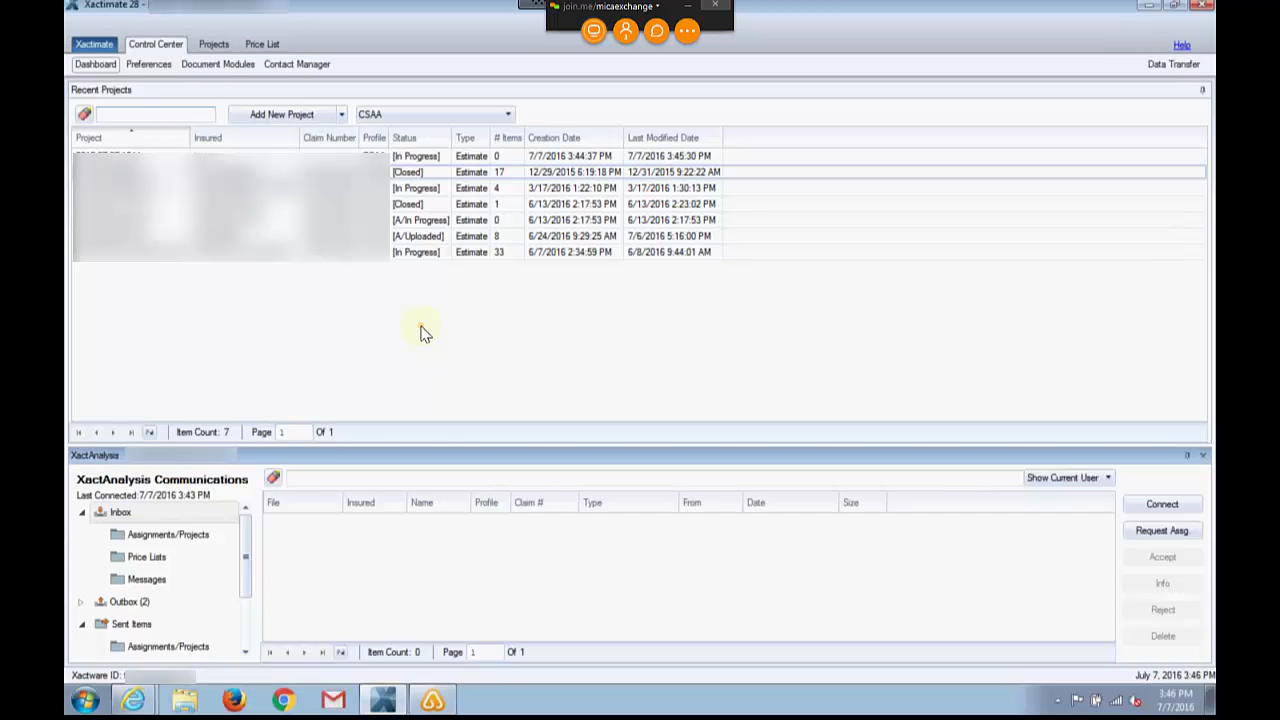 Xactimate 28 -
join.me/micaexchange
Xactimate Control Center Projects Price List Help
Dashboard Preferences Document Modules Contact Manager Data Transfer
Recent Projects
Add New Project CSAA
Project Insured Claim Number Profile Status Type # Items Creation Date Last Modified Date
[In Progress] Estimate 0 7/7/2016 3:44:37 PM 7/7/2016 3:45:30 PM
[Closed] Estimate 17 12/29/2015 6:19:18 PM 12/31/2015 9:22:22 AM
[In Progress] Estimate 4 3/17/2016 1:22:10 PM 3/17/2016 1:30:13 PM
[Closed] Estimate 1 6/13/2016 2:17:53 PM 6/13/2016 2:23:02 PM
[A/In Progress] Estimate 0 6/13/2016 2:17:53 PM 6/13/2016 2:17:53 PM
[A/Uploaded] Estimate 8 6/24/2016 9:29:25 AM 7/6/2016 5:16:00 PM
[In Progress] Estimate 33 6/7/2016 2:34:59 PM 6/8/2016 9:44:01 AM
Item Count: 7 Page 1 Of 1
XactAnalysis
XactAnalysis Communications
Show Current User
Last Connected:7/7/2016 3:43 PM
File Insured Name Profile Claim # Type From Date Size
Connect
Inbox
Request Assg.
Assignments/Projects
Price Lists
Accept
Messages
Info
Outbox (2)
Reject
Sent Items
Delete
Assignments/Projects
Item Count: 0 Page 1 Of 1
Xactware ID:
July 7, 2016 3:46 PM
3:46 PM
7/7/2016